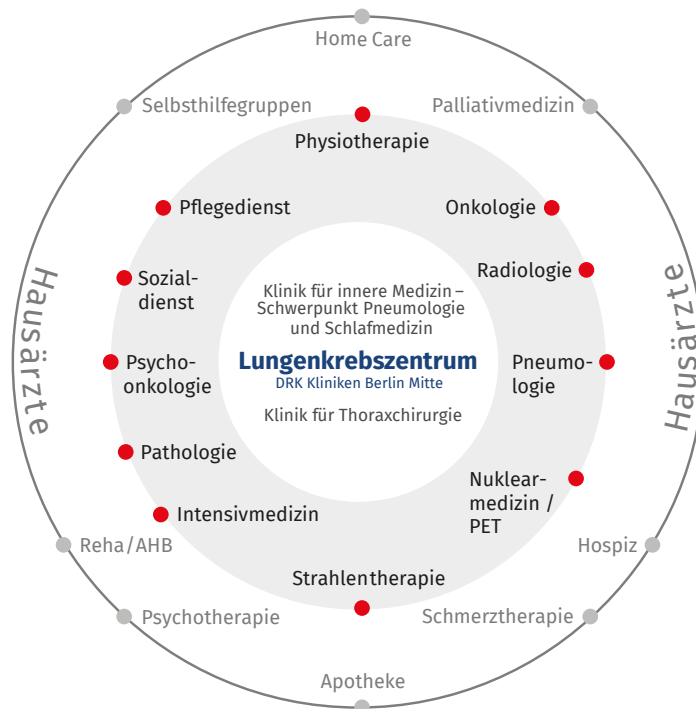 Home Care
Selbsthilfegruppen
Palliativmedizin
Physiotherapie
Pflegedienst
Onkologie
Radiologie
Sozial-
dienst
Hausärzte
Hausärzte
Klinik für innere Medizin –
Schwerpunkt Pneumologie
und Schlafmedizin
Lungenkrebszentrum
DRK Kliniken Berlin Mitte
Klinik für Thoraxchirurgie
Psycho-
onkologie
Pneumo-
logie
Pathologie
Nuklear-
medizin /
PET
Intensivmedizin
Reha/AHB
Hospiz
Strahlentherapie
Psychotherapie
Schmerztherapie
Apotheke